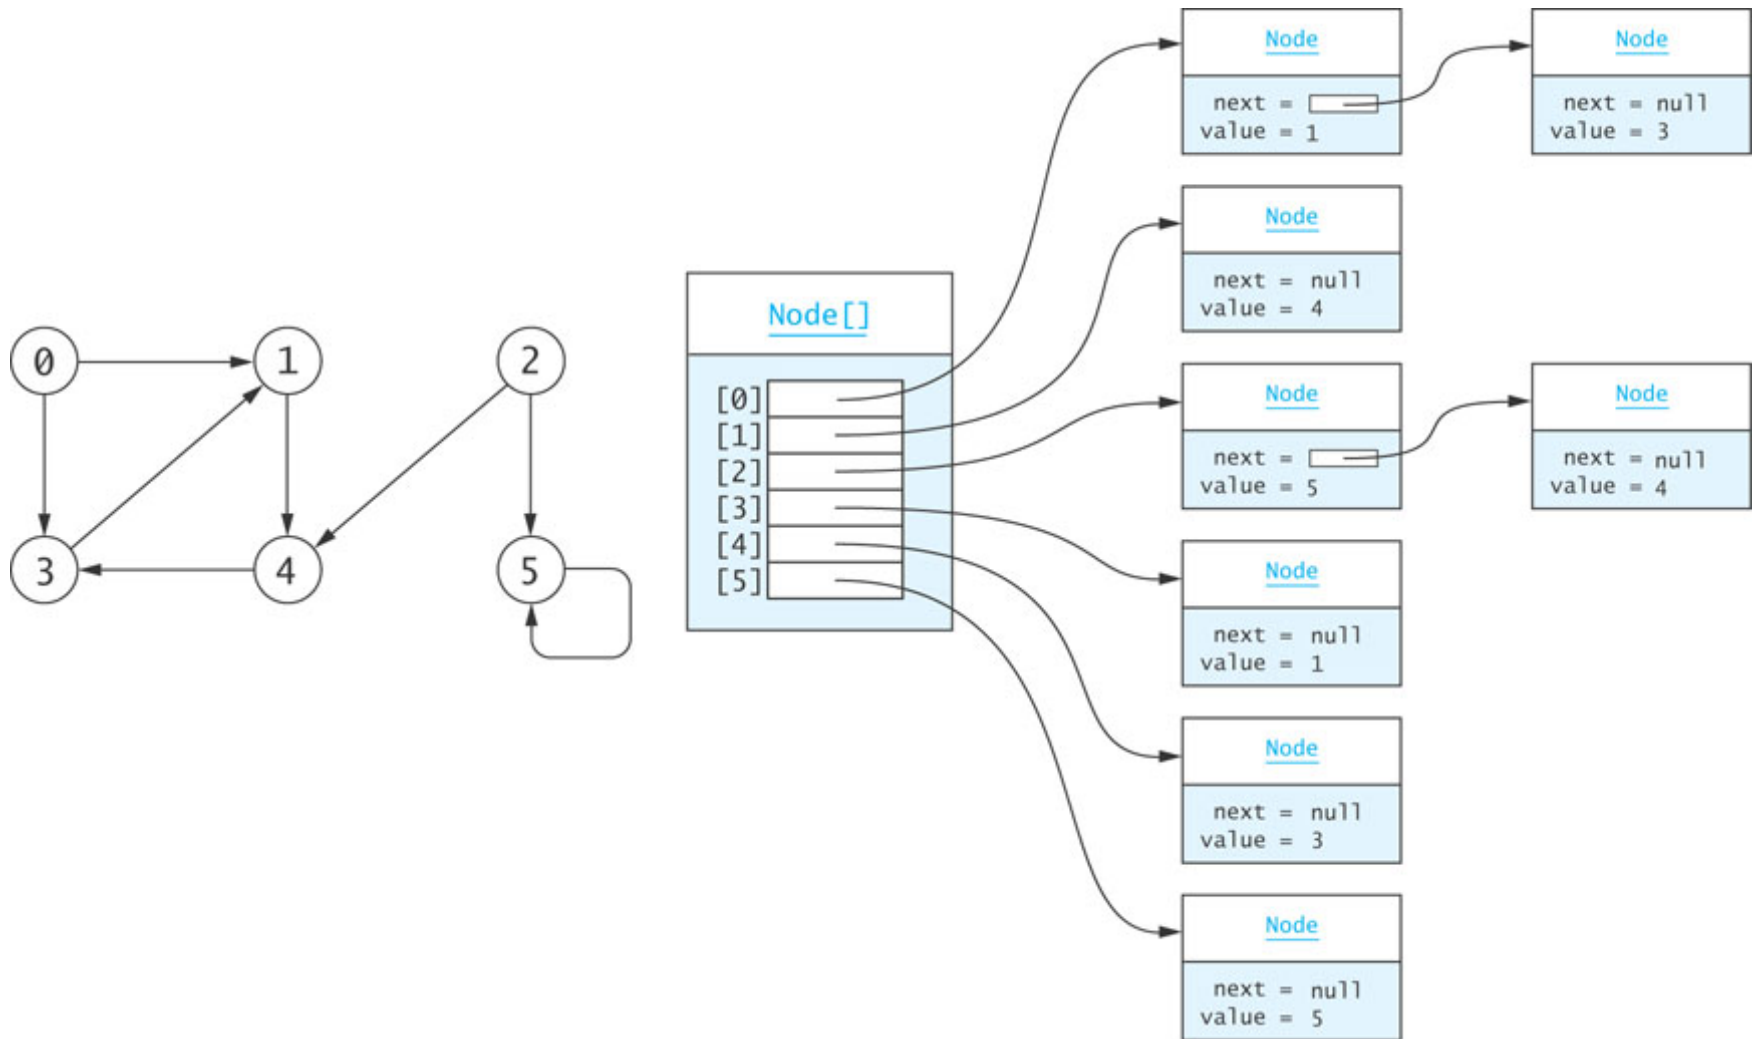 0
1
2
3
4
5
Node[]
[0]
[1]
[2]
[3]
[4]
[5]
Node
next =
value = 1
Node
next = null
value = 3
Node
next = null
value = 4
Node
next =
value = 5
Node
next = null
value = 4
Node
next = null
value = 1
Node
next = null
value = 3
Node
next = null
value = 5